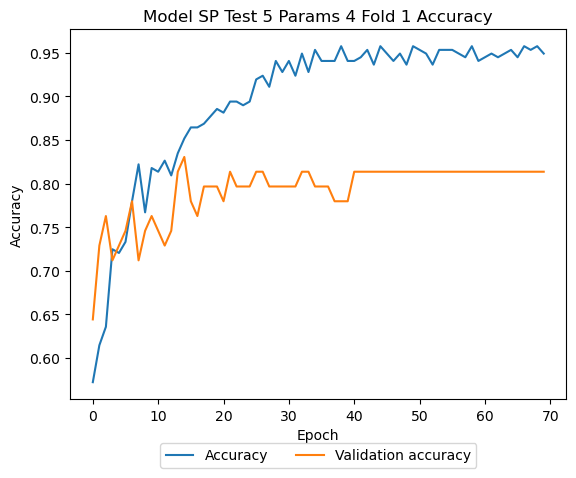 Model SP Test 5 Params 4 Fold 1 Accuracy
Accuracy
0.95
0.90
0.85
0.80
0.75
0.70
0.65
0.60
0 10 20 30 40 50 60 70
Epoch
Accuracy Validation accuracy